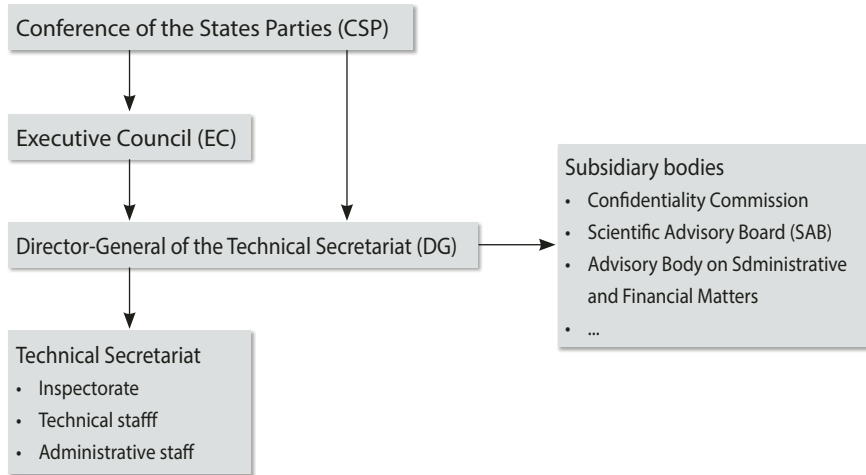 Conference of the States Parties (CSP)
Executive Council (EC)
Director-General of the Technical Secretariat (DG)
Subsidiary bodies
• Confidentiality Commission
• Scientific Advisory Board (SAB)
• Advisory Body on Sdministrative
and Financial Matters
• ...
Technical Secretariat
• Inspectorate
• Technical stafff
• Administrative staff